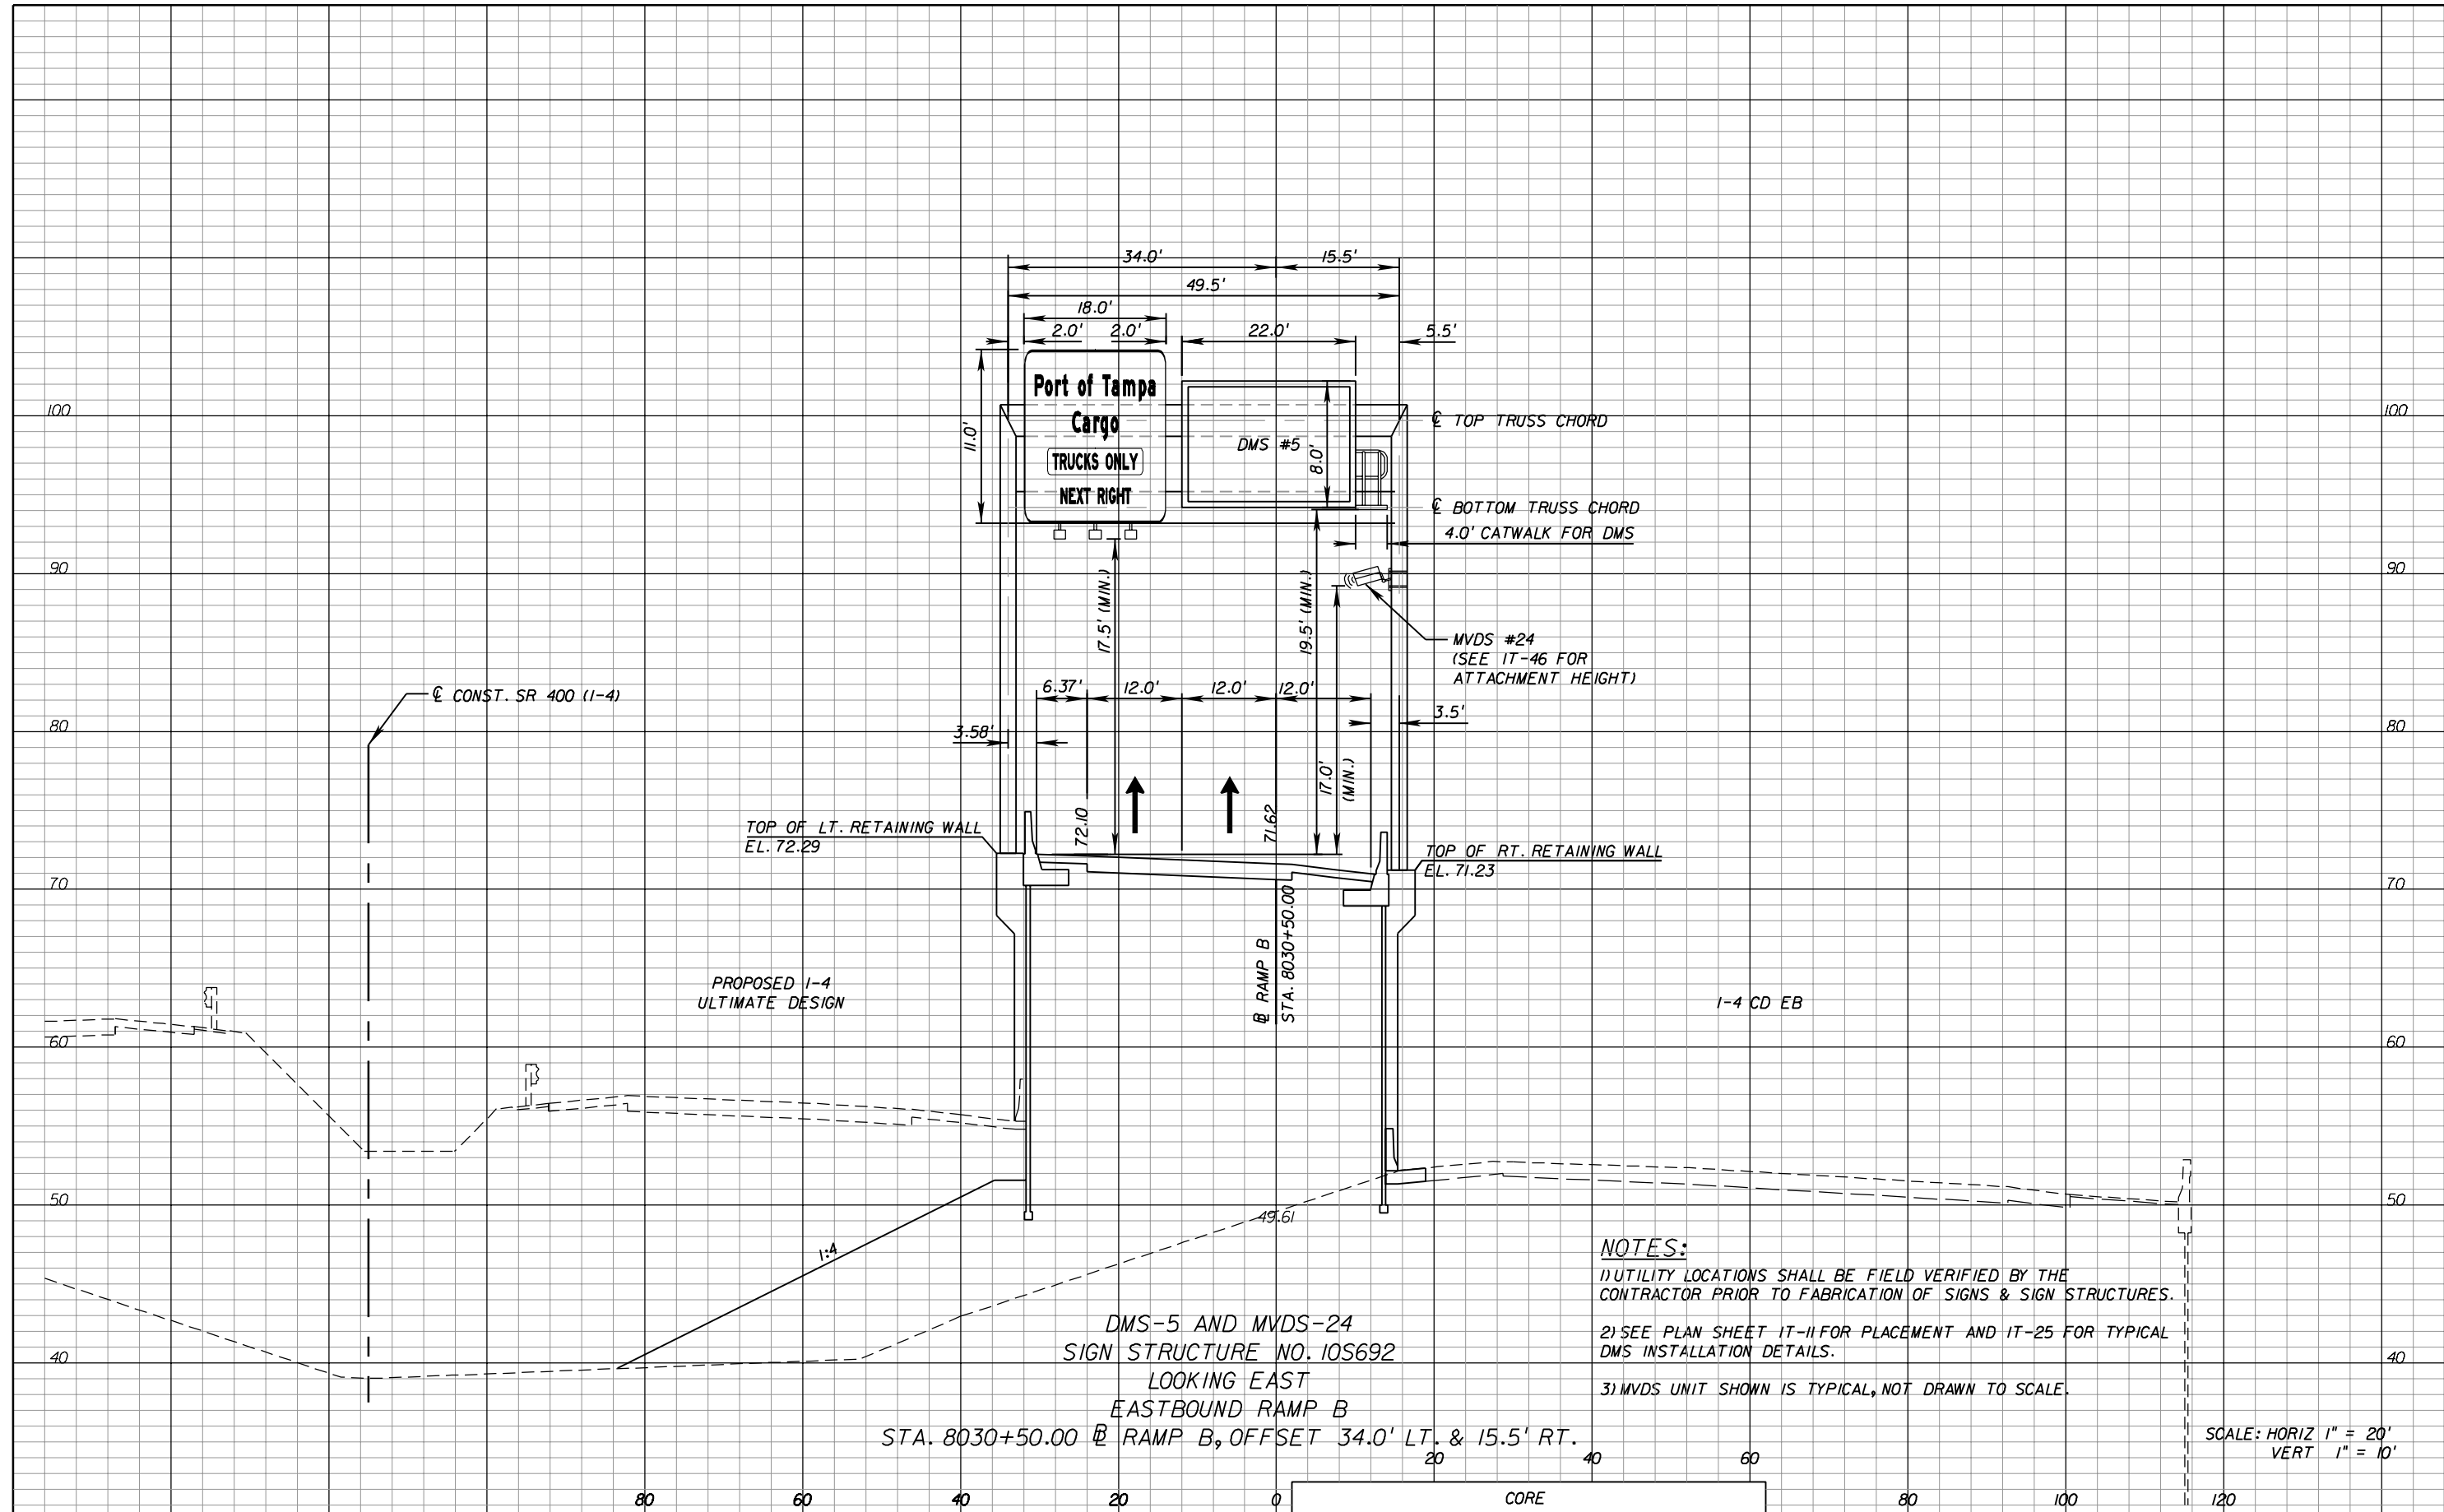 34.0'
15.5'
49.5'
18.0'
2.0'
2.0'
22.0'
5.5'
11.0'
Port of Tampa
Cargo
TRUCKS ONLY
NEXT RIGHT
DMS #5
8.0'
100
100
℄ TOP TRUSS CHORD
℄ BOTTOM TRUSS CHORD
4.0' CATWALK FOR DMS
90
90
17.5' (MIN.)
19.5' (MIN.)
MVDS #24
(SEE IT-46 FOR
ATTACHMENT HEIGHT)
℄ CONST. SR 400 (I-4)
6.37'
12.0'
12.0'
12.0'
3.5'
3.58'
80
80
17.0'
(MIN.)
72.10
71.62
TOP OF LT. RETAINING WALL
EL. 72.29
TOP OF RT. RETAINING WALL
EL. 71.23
70
70
℄ RAMP B
STA. 8030+50.00
PROPOSED I-4
ULTIMATE DESIGN
I-4 CD EB
60
60
50
50
49.61
1:4
NOTES:
1) UTILITY LOCATIONS SHALL BE FIELD VERIFIED BY THE
CONTRACTOR PRIOR TO FABRICATION OF SIGNS & SIGN STRUCTURES.
2) SEE PLAN SHEET IT-11 FOR PLACEMENT AND IT-25 FOR TYPICAL
DMS INSTALLATION DETAILS.
3) MVDS UNIT SHOWN IS TYPICAL, NOT DRAWN TO SCALE.
40
40
DMS-5 AND MVDS-24
SIGN STRUCTURE NO. 10S692
LOOKING EAST
EASTBOUND RAMP B
STA. 8030+50.00 ℄ RAMP B, OFFSET 34.0' LT. & 15.5' RT.
SCALE: HORIZ 1" = 20'
VERT 1" = 10'
20
40
60
80
60
40
20
0
CORE
80
100
120